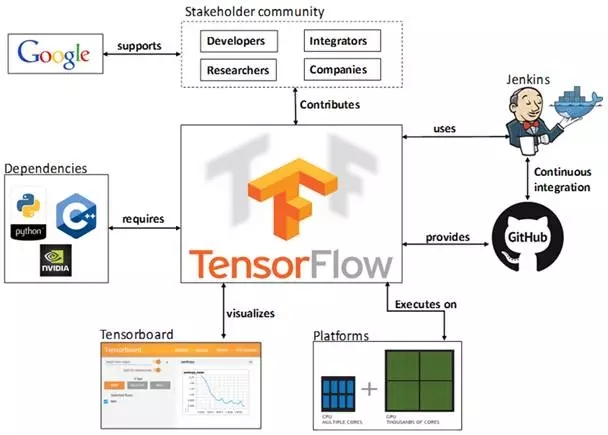 Stakeholder community
Google
supports
Developers
Integrators
Researchers
Companies
Contributes
Jenkins
uses
Continuous
integration
Dependencies
python
C++
NVIDIA
requires
TensorFlow
provides
GitHub
visualizes
Executes on
Tensorboard
TensorBoard
Platforms
CPU
MULTIPLE CORES
+
GPU
THOUSANDS OF CORES